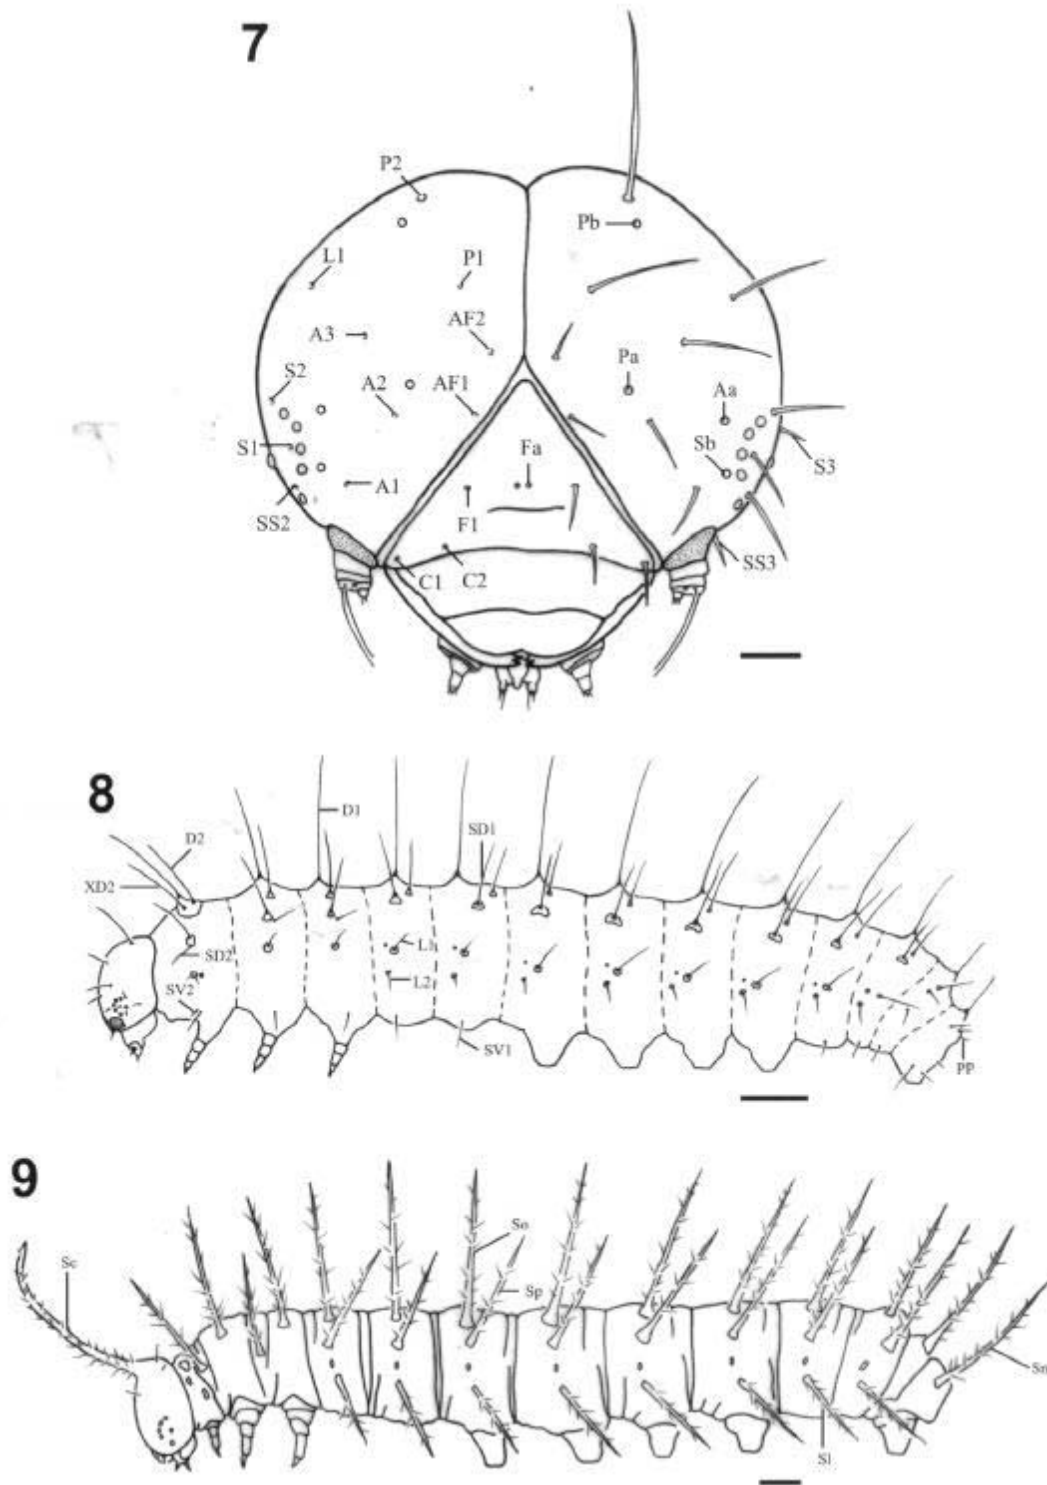 7
P2
Pb
L1
P1
A3
AF2
Pa
S2
A2
AF1
Aa
S1
Fa
Sb
S3
A1
SS2
F1
SS3
C1
C2
8
D1
D2
SD1
XD2
L1
SD2
L2
SV2
SV1
PP
9
Sc
So
Sp
Sn
Sl